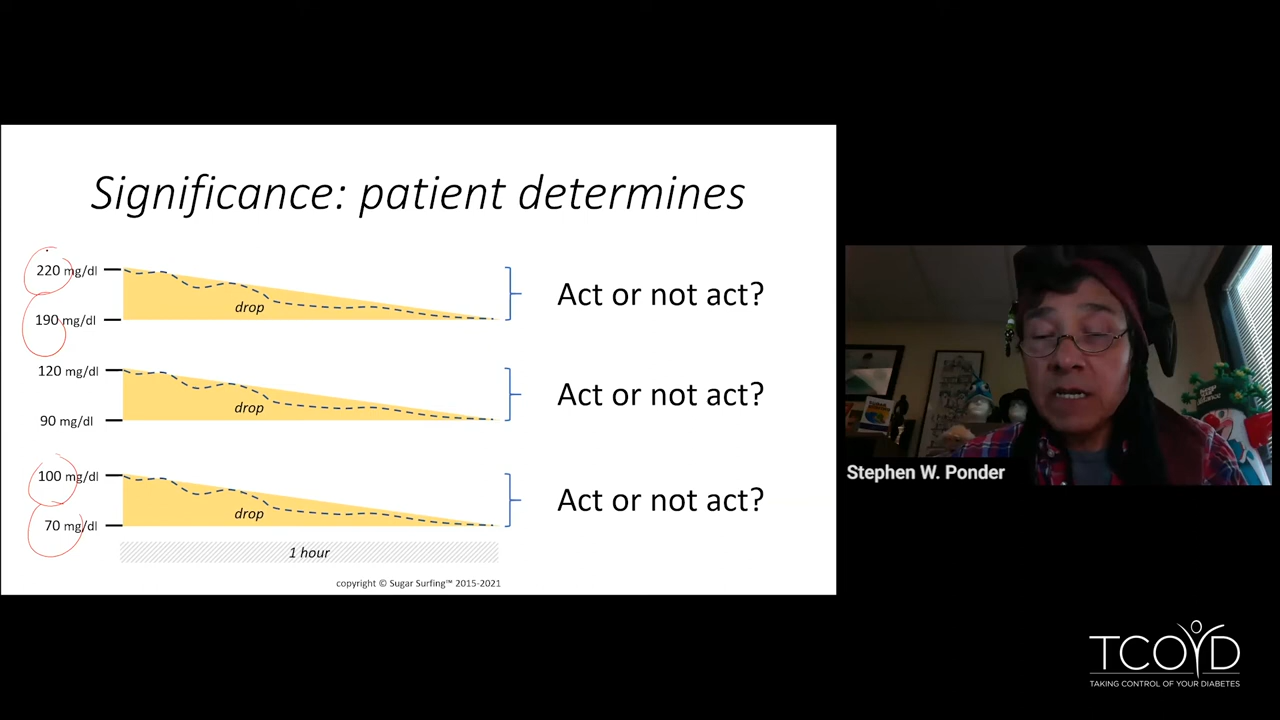 Significance: patient determines
220 mg/dl
190 mg/dl
drop
Act or not act?
120 mg/dl
90 mg/dl
drop
Act or not act?
100 mg/dl
70 mg/dl
drop
Act or not act?
1 hour
copyright © Sugar Surfing™ 2015-2021
Stephen W. Ponder
TCOYD
TAKING CONTROL OF YOUR DIABETES